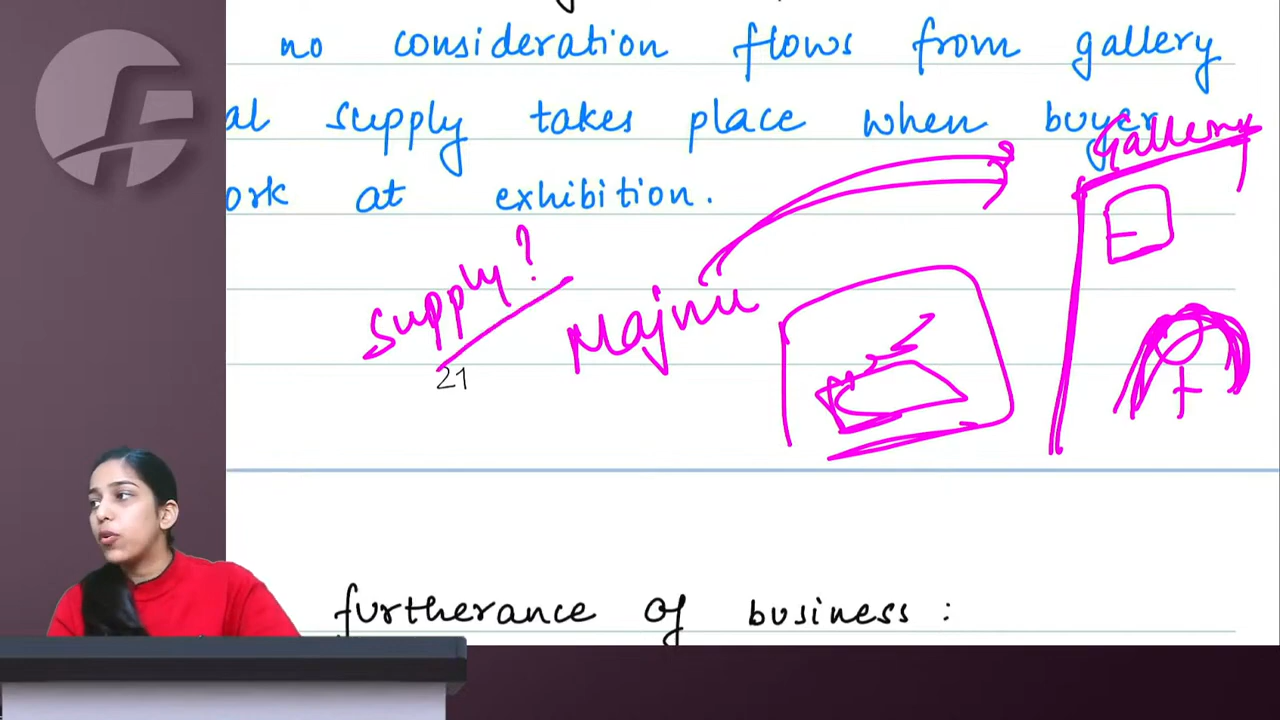 no consideration flows from gallery
al supply takes place when buyer
Gallery
ork at exhibition.
Supply?
Majnu
21
furtherance of business :